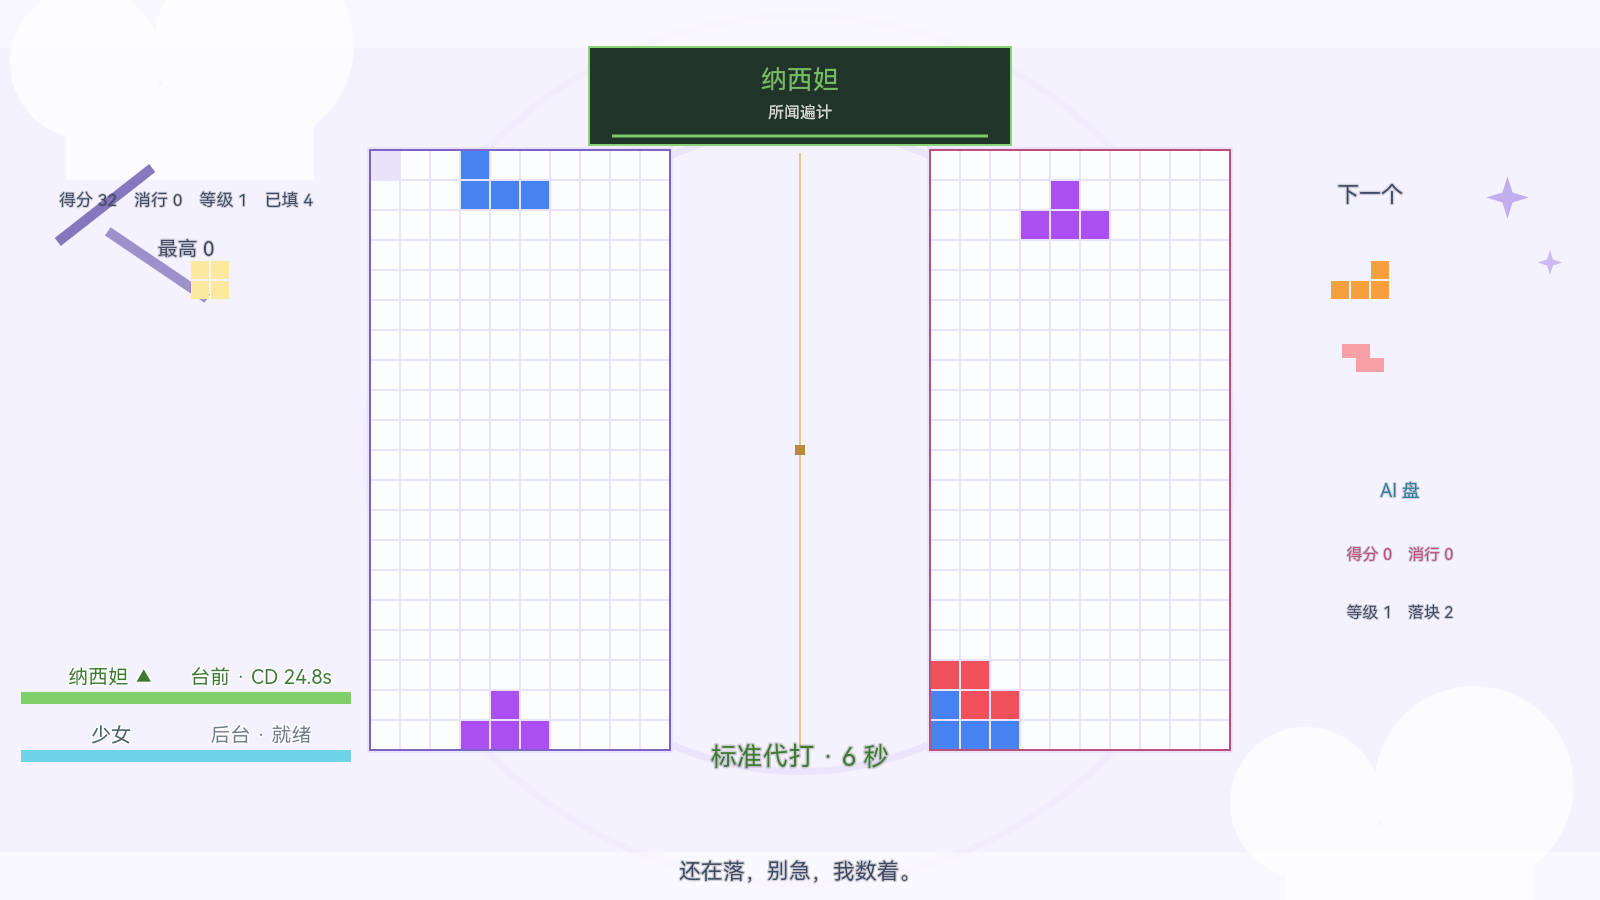 纳西妲
所闻遍计
得分 32 消行 0 等级 1 已填 4
最高 0
下一个
AI 盘
得分 0 消行 0
等级 1 落块 2
纳西妲 ▲ 台前 · CD 24.8s
少女 后台 · 就绪
标准代打 · 6 秒
还在落，别急，我数着。